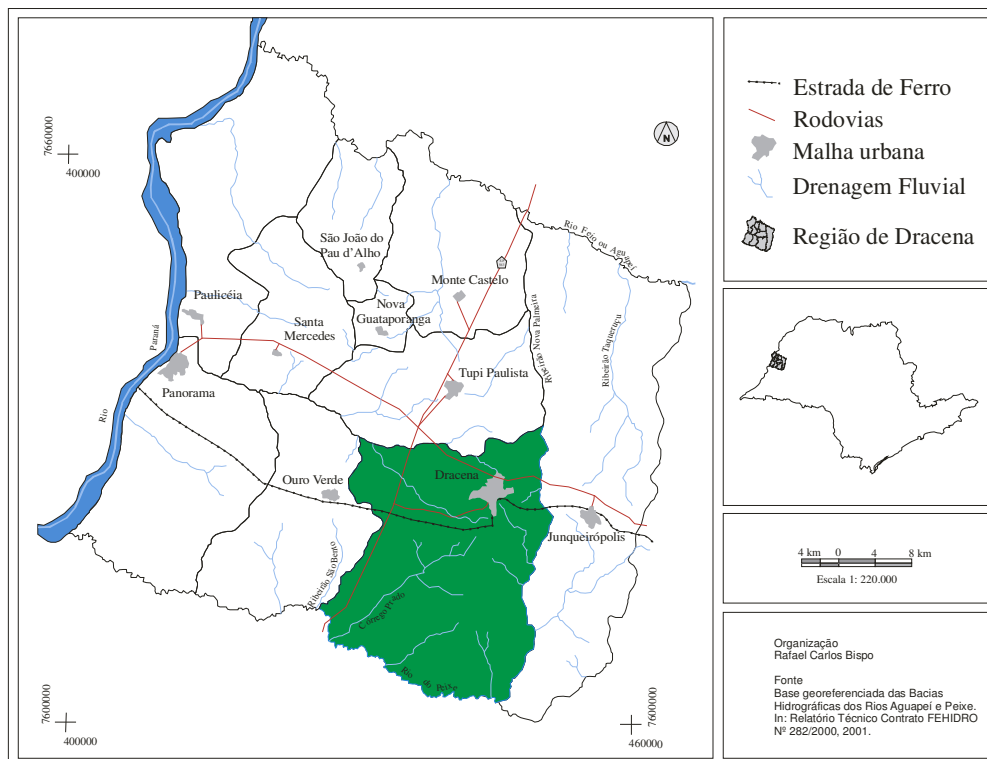 7660000
400000
N
São João do
Pau d'Alho
Rio Feio ou Aguapeí
Monte Castelo
Paulicéia
Nova
Guataporanga
Santa
Mercedes
Ribeirão Nova Palmeira
Ribeirão Taquaruçu
Paraná
Rio
Panorama
Tupi Paulista
Ouro Verde
Dracena
Junqueirópolis
Ribeirão São Bento
Córrego Prado
Rio do Peixe
7600000
400000
7600000
460000
Estrada de Ferro
Rodovias
Malha urbana
Drenagem Fluvial
Região de Dracena
4 km 0 4 8 km
Escala 1: 220.000
Organização
Rafael Carlos Bispo
Fonte
Base georeferenciada das Bacias
Hidrográficas dos Rios Aguapeí e Peixe.
In: Relatório Técnico Contrato FEHIDRO
Nº 282/2000, 2001.